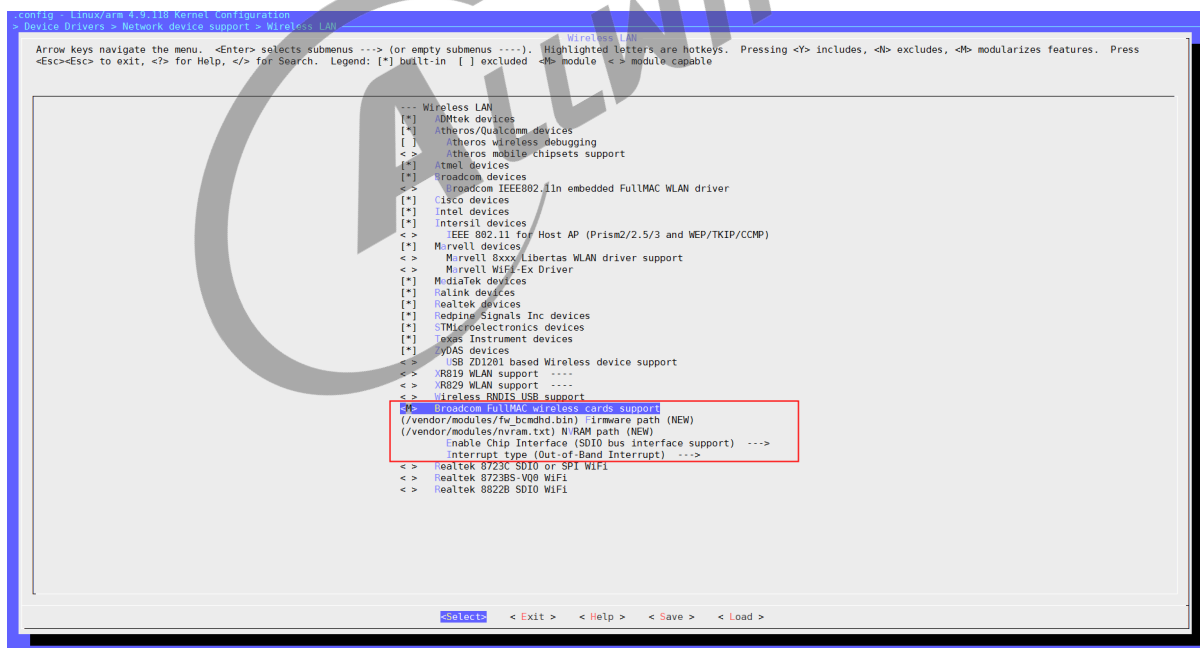 .config - Linux/arm 4.9.118 Kernel Configuration
> Device Drivers > Network device support > Wireless LAN
Wireless LAN
Arrow keys navigate the menu. <Enter> selects submenus ---> (or empty submenus ----). Highlighted letters are hotkeys. Pressing <Y> includes, <N> excludes, <M> modularizes features. Press
<Esc><Esc> to exit, <?> for Help, </> for Search. Legend: [*] built-in [ ] excluded <M> module < > module capable
--- Wireless LAN
[*] ADMtek devices
[*] Atheros/Qualcomm devices
[ ] Atheros wireless debugging
< > Atheros mobile chipsets support
[*] Atmel devices
[*] Broadcom devices
< > Broadcom IEEE802.11n embedded FullMAC WLAN driver
[*] Cisco devices
[*] Intel devices
[*] Intersil devices
< > IEEE 802.11 for Host AP (Prism2/2.5/3 and WEP/TKIP/CCMP)
[*] Marvell devices
< > Marvell 8xxx Libertas WLAN driver support
< > Marvell WiFi-Ex Driver
[*] MediaTek devices
[*] Ralink devices
[*] Realtek devices
[*] Redpine Signals Inc devices
[*] STMicroelectronics devices
[*] Texas Instrument devices
[*] ZyDAS devices
< > USB ZD1201 based Wireless device support
< > XR819 WLAN support ----
< > XR829 WLAN support ----
< > Wireless RNDIS USB support
<M> Broadcom FullMAC wireless cards support
(/vendor/modules/fw_bcmdhd.bin) Firmware path (NEW)
(/vendor/modules/nvram.txt) NVRAM path (NEW)
Enable Chip Interface (SDIO bus interface support) --->
Interrupt type (Out-of-Band Interrupt) --->
< > Realtek 8723C SDIO or SPI WiFi
< > Realtek 8723BS-VQ0 WiFi
< > Realtek 8822B SDIO WiFi
<Select> < Exit > < Help > < Save > < Load >